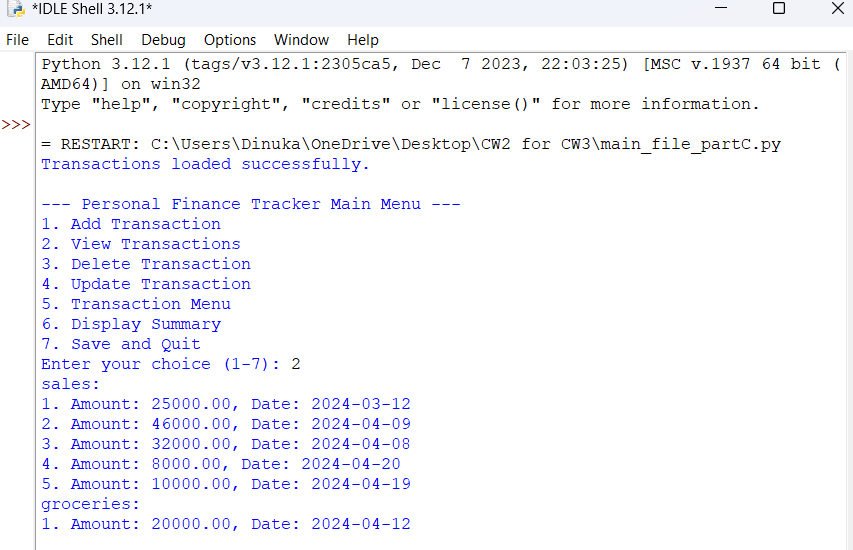 *IDLE Shell 3.12.1*
File Edit Shell Debug Options Window Help
Python 3.12.1 (tags/v3.12.1:2305ca5, Dec  7 2023, 22:03:25) [MSC v.1937 64 bit (
AMD64)] on win32
Type "help", "copyright", "credits" or "license()" for more information.
>>>
= RESTART: C:\Users\Dinuka\OneDrive\Desktop\CW2 for CW3\main_file_partC.py
Transactions loaded successfully.
--- Personal Finance Tracker Main Menu ---
1. Add Transaction
2. View Transactions
3. Delete Transaction
4. Update Transaction
5. Transaction Menu
6. Display Summary
7. Save and Quit
Enter your choice (1-7): 2
sales:
1. Amount: 25000.00, Date: 2024-03-12
2. Amount: 46000.00, Date: 2024-04-09
3. Amount: 32000.00, Date: 2024-04-08
4. Amount: 8000.00, Date: 2024-04-20
5. Amount: 10000.00, Date: 2024-04-19
groceries:
1. Amount: 20000.00, Date: 2024-04-12